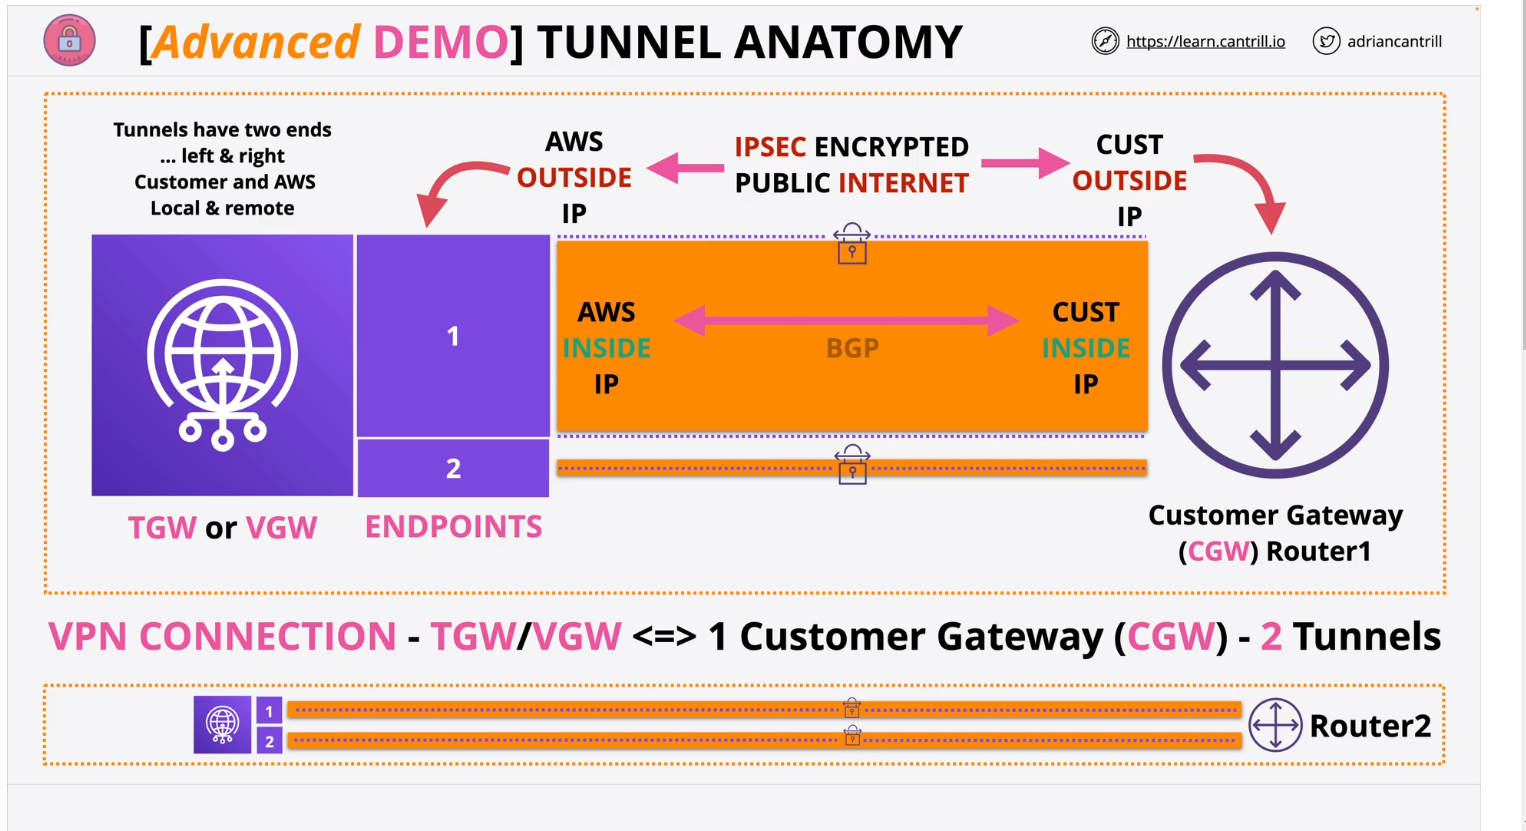 [Advanced DEMO] TUNNEL ANATOMY
https://learn.cantrill.io
adriancantrill
Tunnels have two ends
... left & right
Customer and AWS
Local & remote
AWS
OUTSIDE
IP
IPSEC ENCRYPTED
PUBLIC INTERNET
CUST
OUTSIDE
IP
1
AWS
INSIDE
IP
BGP
CUST
INSIDE
IP
2
TGW or VGW
ENDPOINTS
Customer Gateway
(CGW) Router1
VPN CONNECTION - TGW/VGW <=> 1 Customer Gateway (CGW) - 2 Tunnels
1
2
Router2